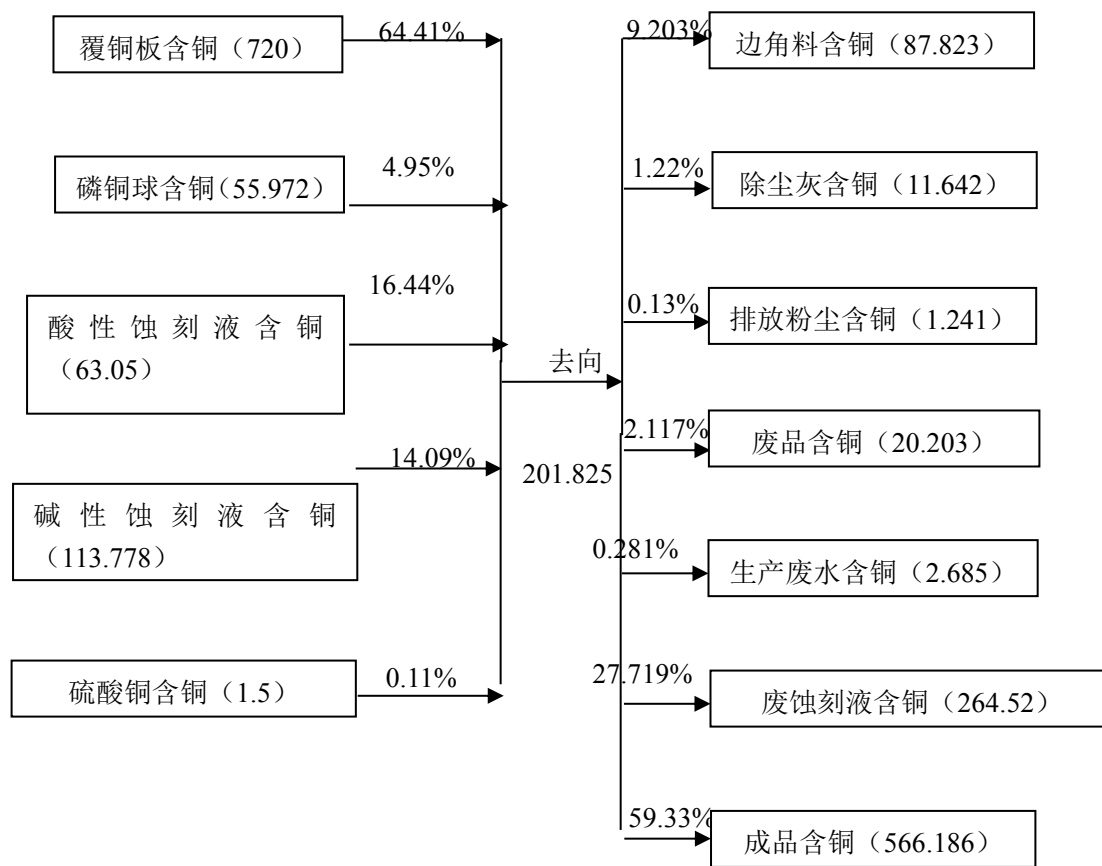 覆铜板含铜（720）
64.41%
9.203%
边角料含铜（87.823）
磷铜球含铜（55.972）
4.95%
1.22%
除尘灰含铜（11.642）
16.44%
0.13%
排放粉尘含铜（1.241）
酸性蚀刻液含铜
（63.05）
去向
2.117%
废品含铜（20.203）
14.09%
201.825
碱性蚀刻液含铜
（113.778）
0.281%
生产废水含铜（2.685）
硫酸铜含铜（1.5）
0.11%
27.719%
废蚀刻液含铜（264.52）
59.33%
成品含铜（566.186）